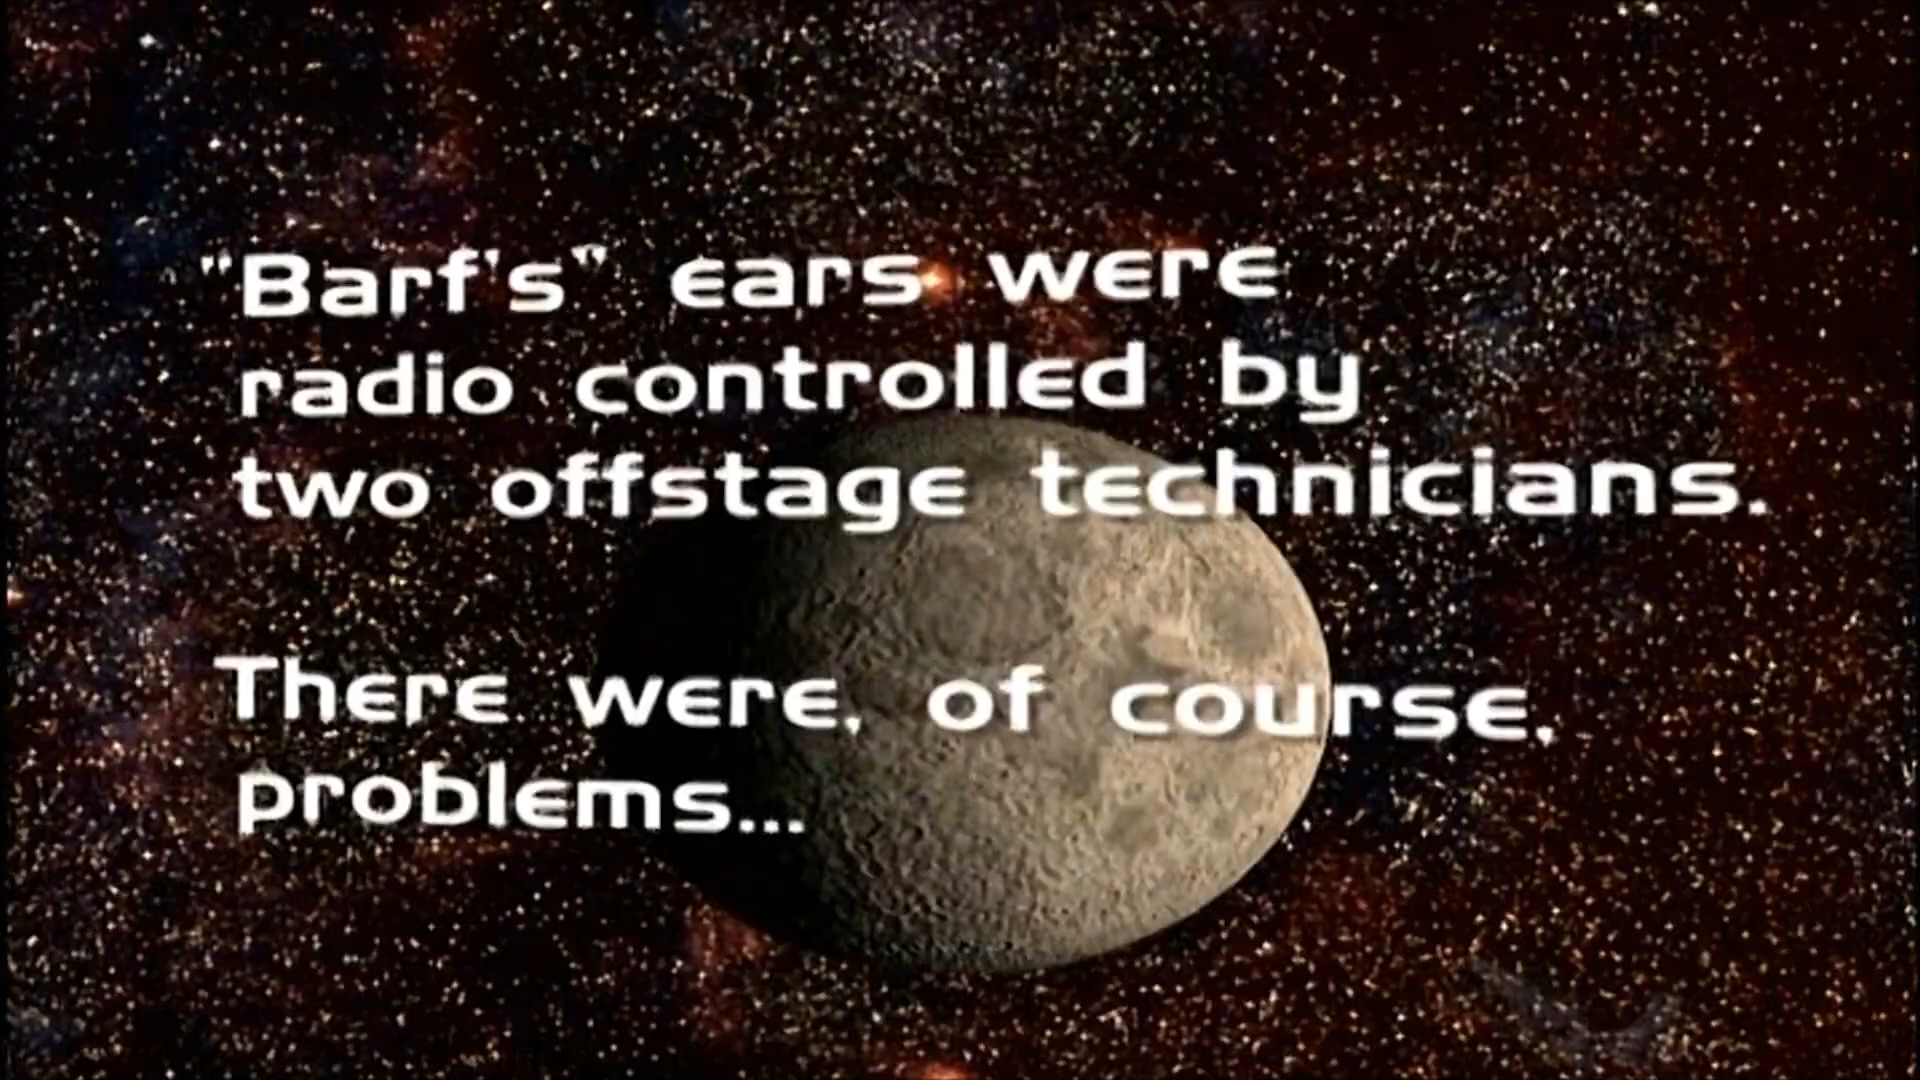 "Barf's" ears were
radio controlled by
two offstage technicians.
There were, of course,
problems...